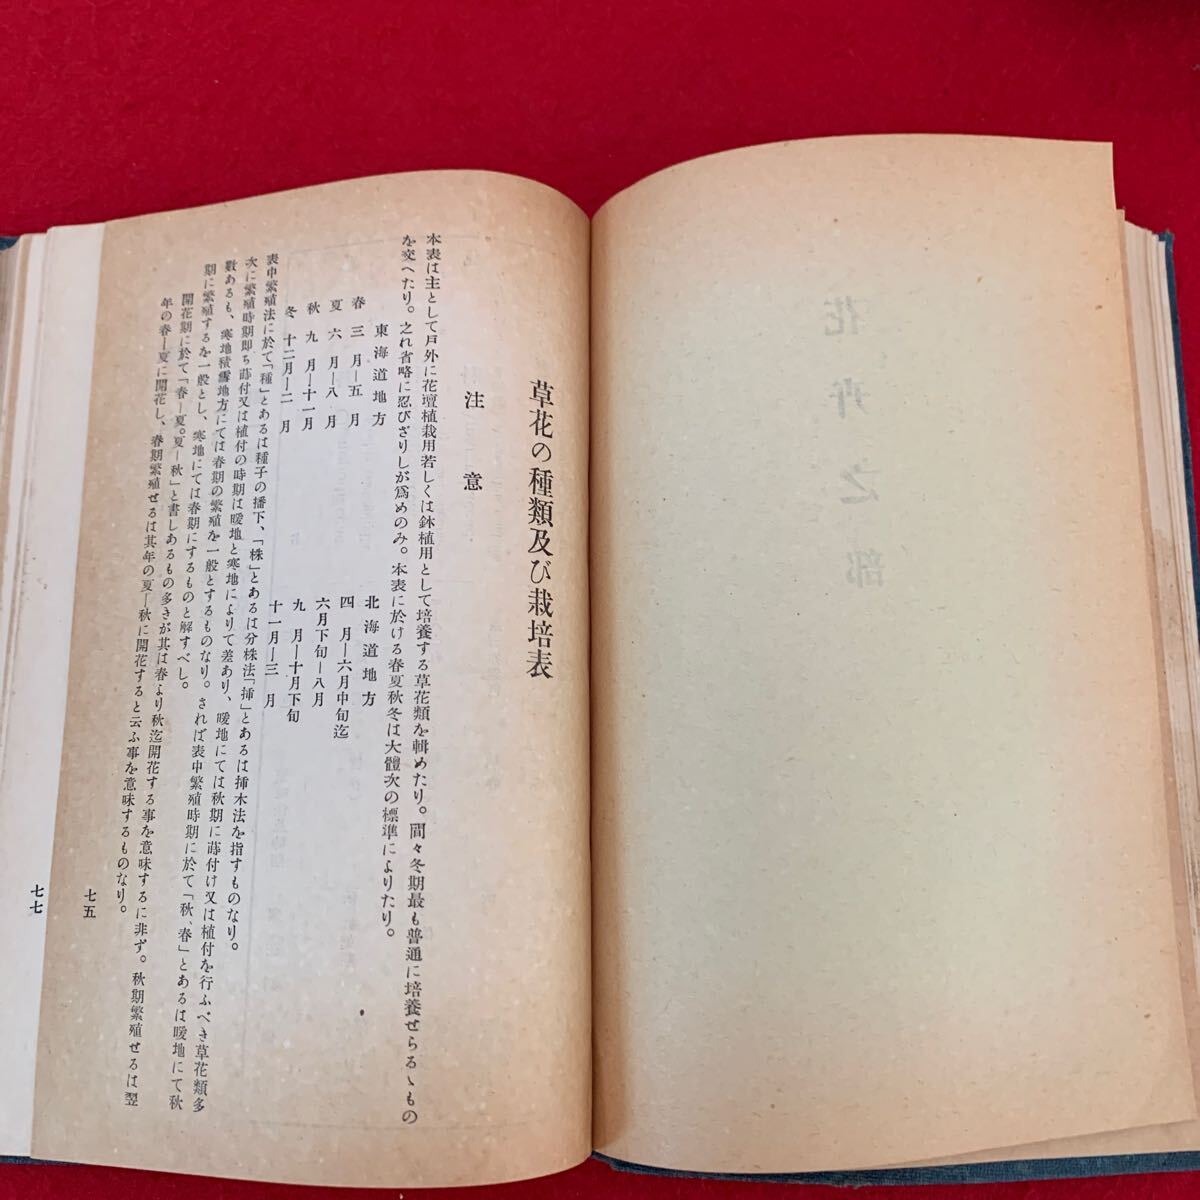 花卉之部
草花の種類及び栽培表
注意
本表は主として戸外に花壇植栽用若しくは鉢植用として培養する草花類を輯めたり。間々冬期最も普通に培養せらるゝもの
を交へたり。之れ省略に忍びざりしが爲めのみ。本表に於ける春夏秋冬は大體次の標準によりたり。
東海道地方 北海道地方
春 三月―五月 四月―六月中旬迄
夏 六月―八月 六月下旬―八月
秋 九月―十一月 九月―十月下旬
冬 十二月―二月 十一月―三月
表中繁殖法に於て「種」とあるは種子の播下、「株」とあるは分株法「挿」とあるは挿木法を指すものなり。
次に繁殖時期即ち蒔付又は植付の時期は暖地と寒地によりて差あり、暖地にては秋期に蒔付け又は植付を行ふべき草花類多
數あるも、寒地積雪地方にては春期の繁殖を一般とするものなり。されば表中繁殖時期に於て「秋、春」とあるは暖地にて秋
期に繁殖するを一般とし、寒地にては春期にするものと解すべし。
開花期に於て「春―夏。夏―秋」と書しあるもの多きが其は春より秋迄開花する事を意味するに非ず。秋期繁殖せるは翌
年の春―夏に開花し、春期繁殖せるは其年の夏―秋に開花すると云ふ事を意味するものなり。
七五
七七